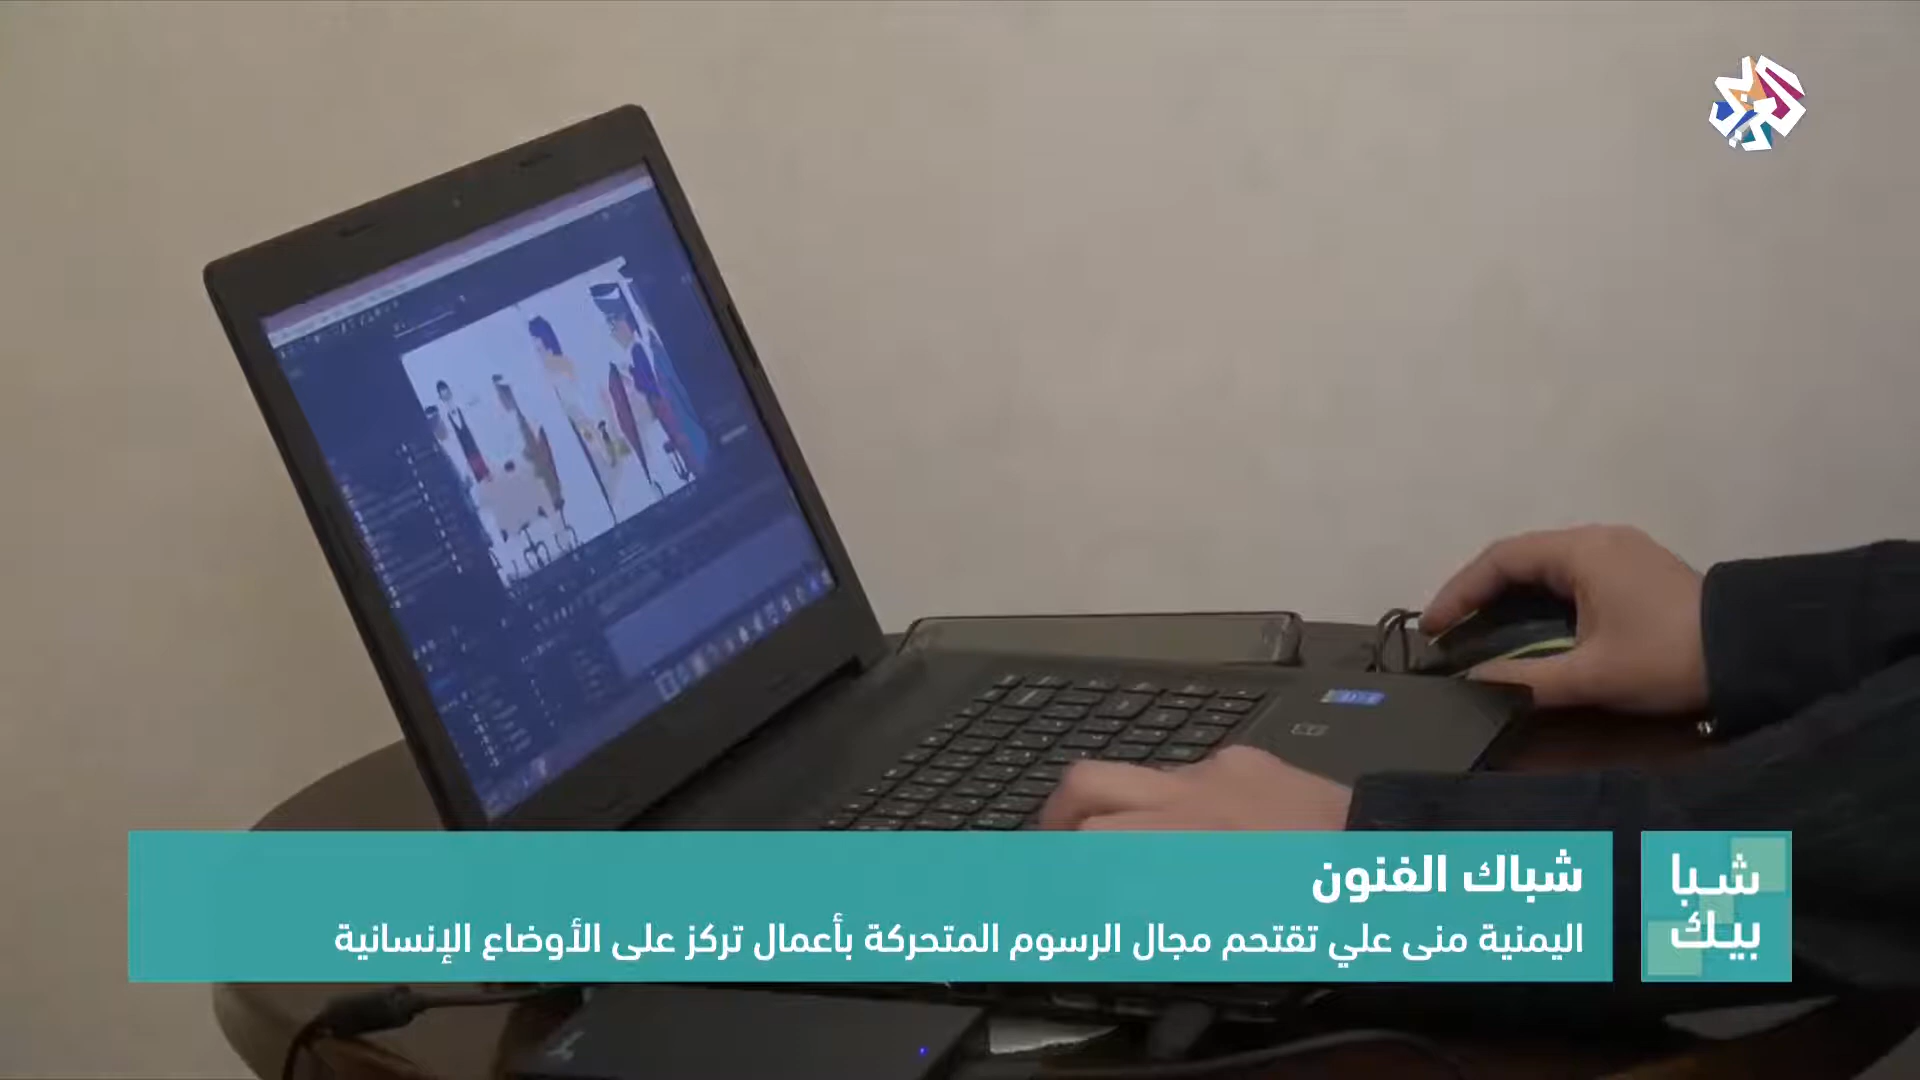 شباك الفنون
اليمنية منى علي تقتحم مجال الرسوم المتحركة بأعمال تركز على الأوضاع الإنسانية
شبا
بيك